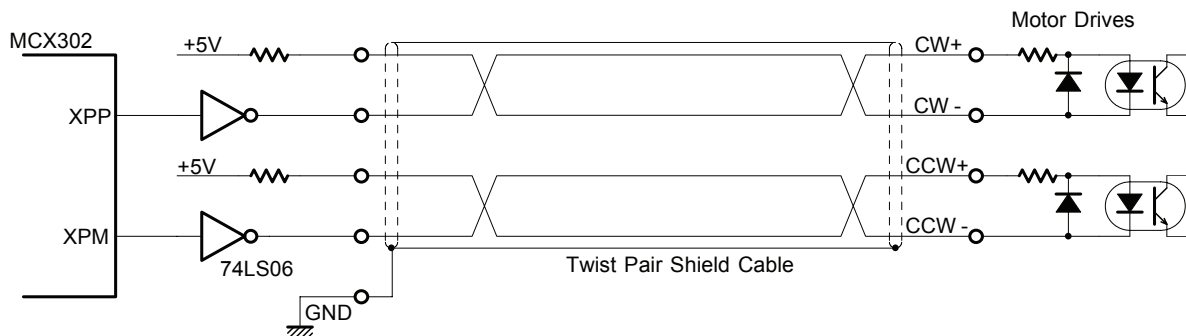 Motor Drives
MCX302
+5V
CW+
XPP
CW -
+5V
CCW+
XPM
CCW -
74LS06
Twist Pair Shield Cable
GND